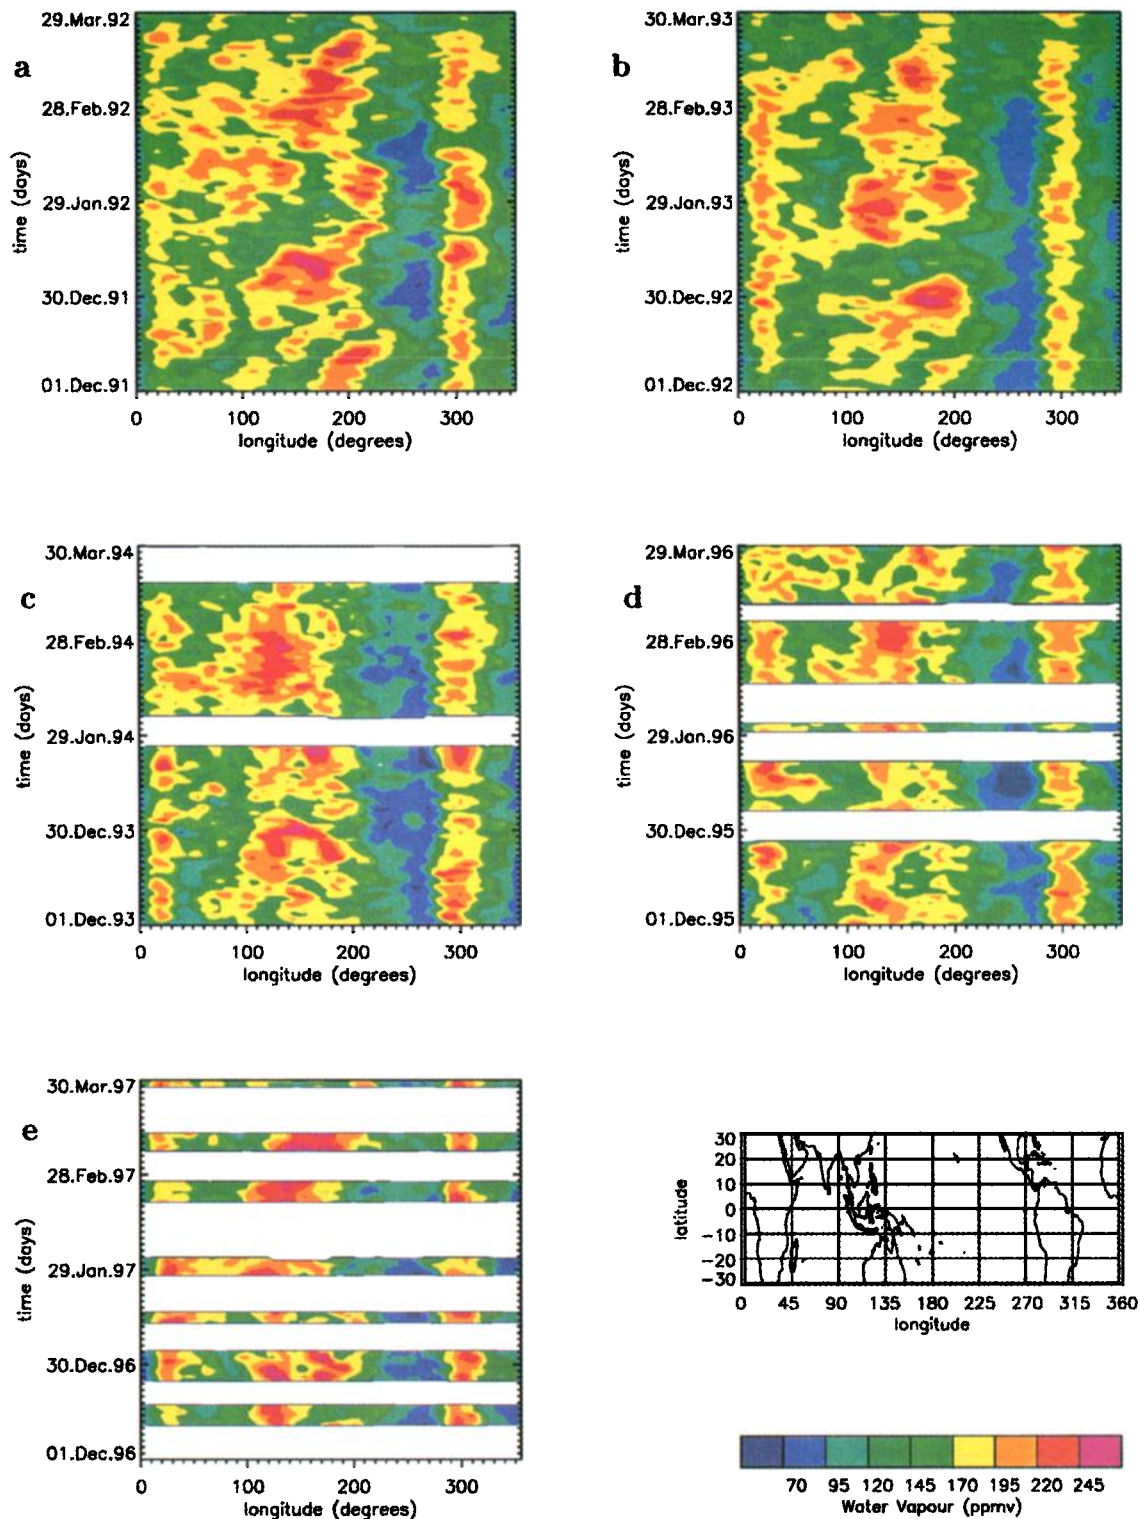 a
29.Mar.92
28.Feb.92
29.Jan.92
30.Dec.91
01.Dec.91
time (days)
0 100 200 300
longitude (degrees)
b
30.Mar.93
28.Feb.93
29.Jan.93
30.Dec.92
01.Dec.92
time (days)
0 100 200 300
longitude (degrees)
c
30.Mar.94
28.Feb.94
29.Jan.94
30.Dec.93
01.Dec.93
time (days)
0 100 200 300
longitude (degrees)
d
29.Mar.96
28.Feb.96
29.Jan.96
30.Dec.95
01.Dec.95
time (days)
0 100 200 300
longitude (degrees)
e
30.Mar.97
28.Feb.97
29.Jan.97
30.Dec.96
01.Dec.96
time (days)
0 100 200 300
longitude (degrees)
30
20
10
0
-10
-20
-30
latitude
0 45 90 135 180 225 270 315 360
longitude
70 95 120 145 170 195 220 245
Water Vapour (ppmv)